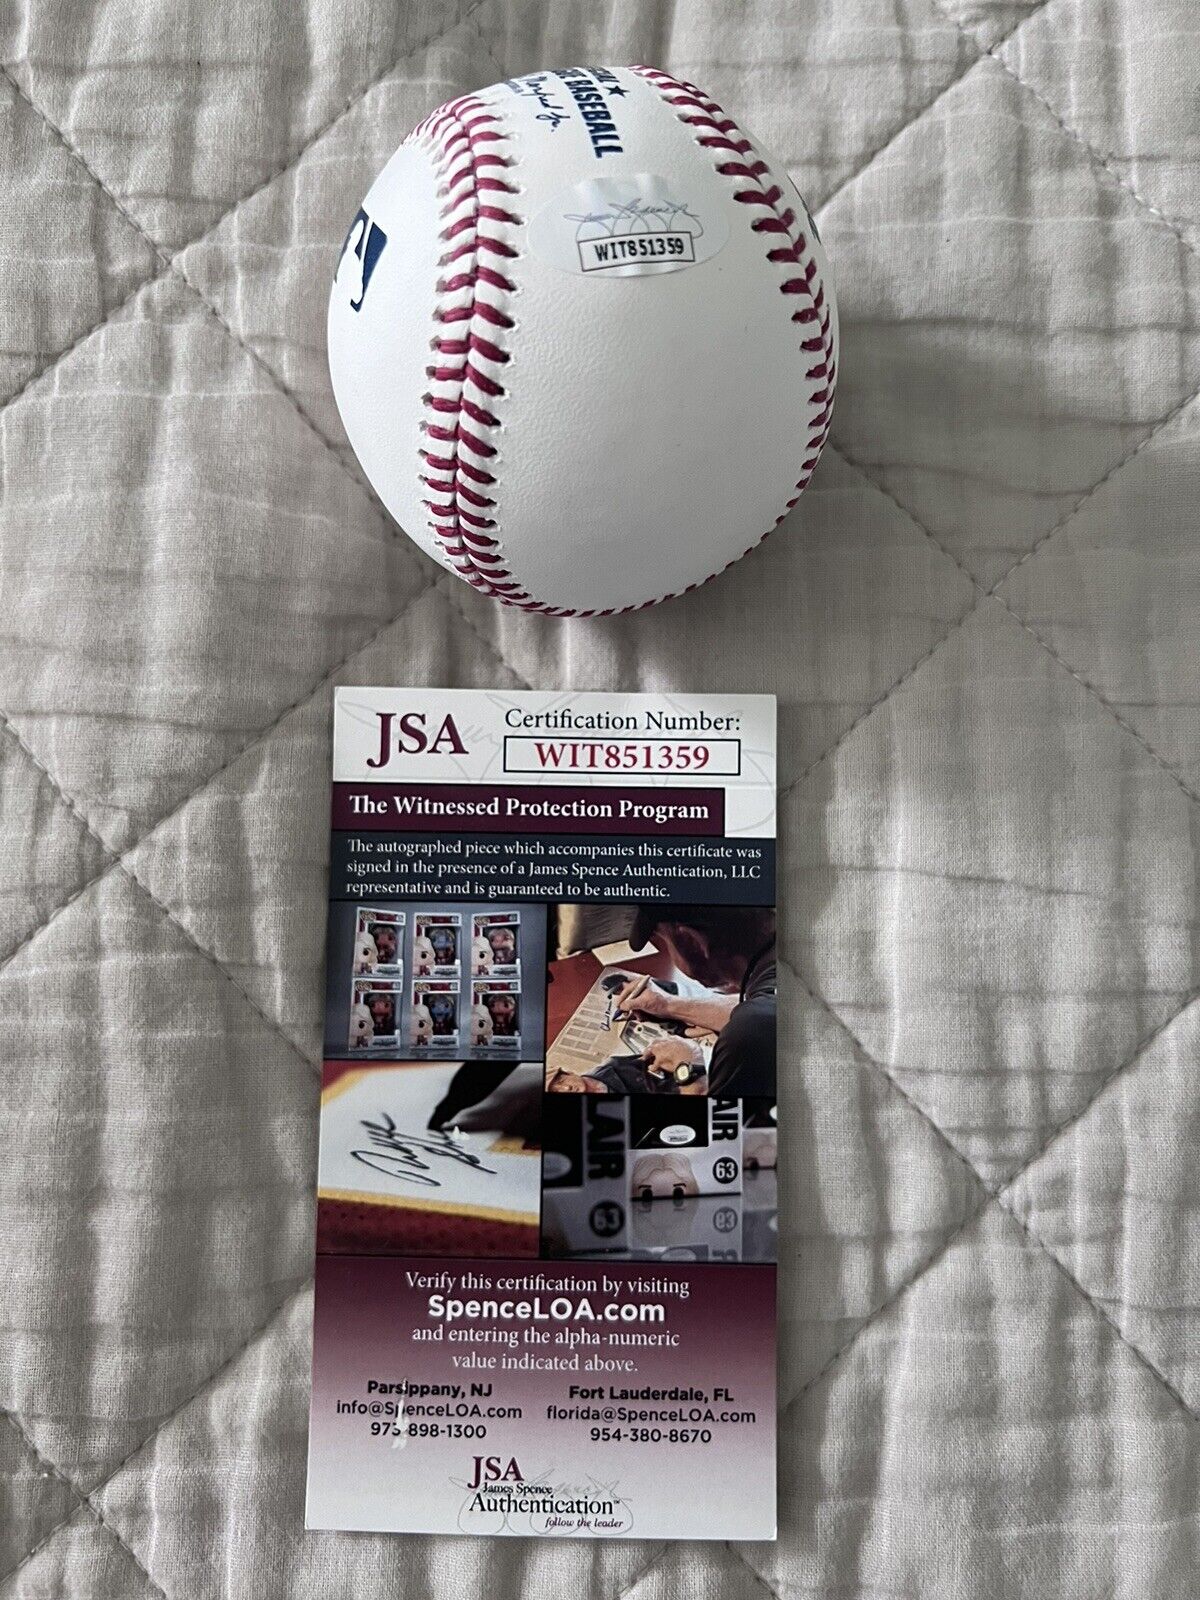 BASEBALL
WIT851359
JSA
Certification Number:
WIT851359
The Witnessed Protection Program
The autographed piece which accompanies this certificate was
signed in the presence of a James Spence Authentication, LLC
representative and is guaranteed to be authentic.
AIR
63
LAIR
63
Verify this certification by visiting
SpenceLOA.com
and entering the alpha-numeric
value indicated above.
Parsippany, NJ
info@SpenceLOA.com
973-898-1300
Fort Lauderdale, FL
florida@SpenceLOA.com
954-380-8670
JSA
James Spence
Authentication™
follow the leader